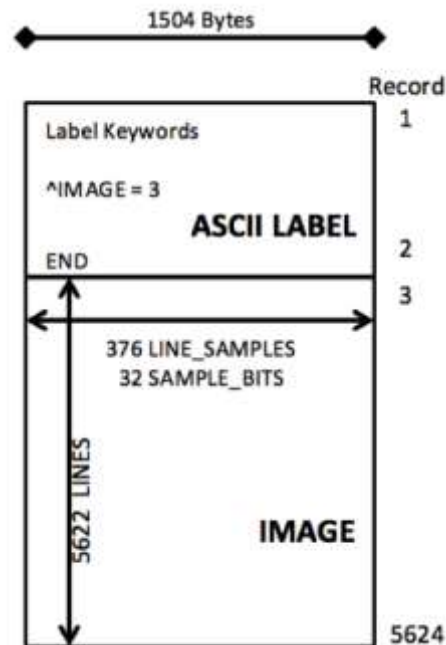 1504 Bytes
Record
1
Label Keywords
^IMAGE = 3
ASCII LABEL
2
END
3
376 LINE_SAMPLES
32 SAMPLE_BITS
5622 LINES
IMAGE
5624